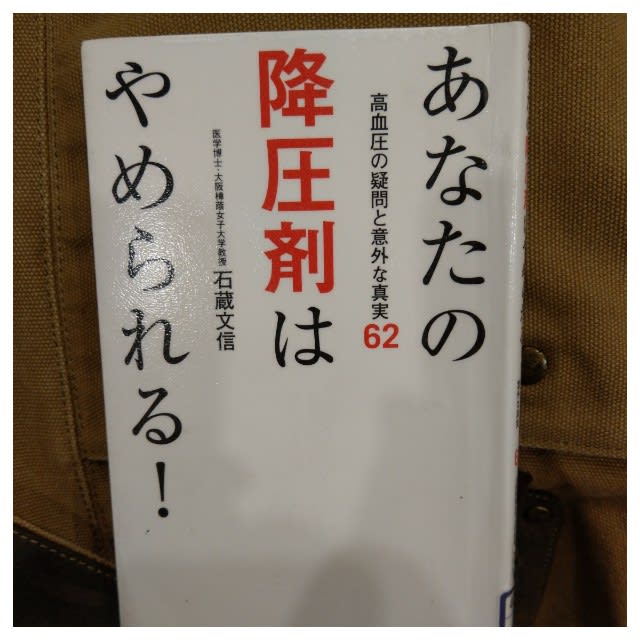 あなたの
高血圧の疑問と意外な真実62
降圧剤は
医学博士・大阪樟蔭女子大学教授 石蔵文信
やめられる！